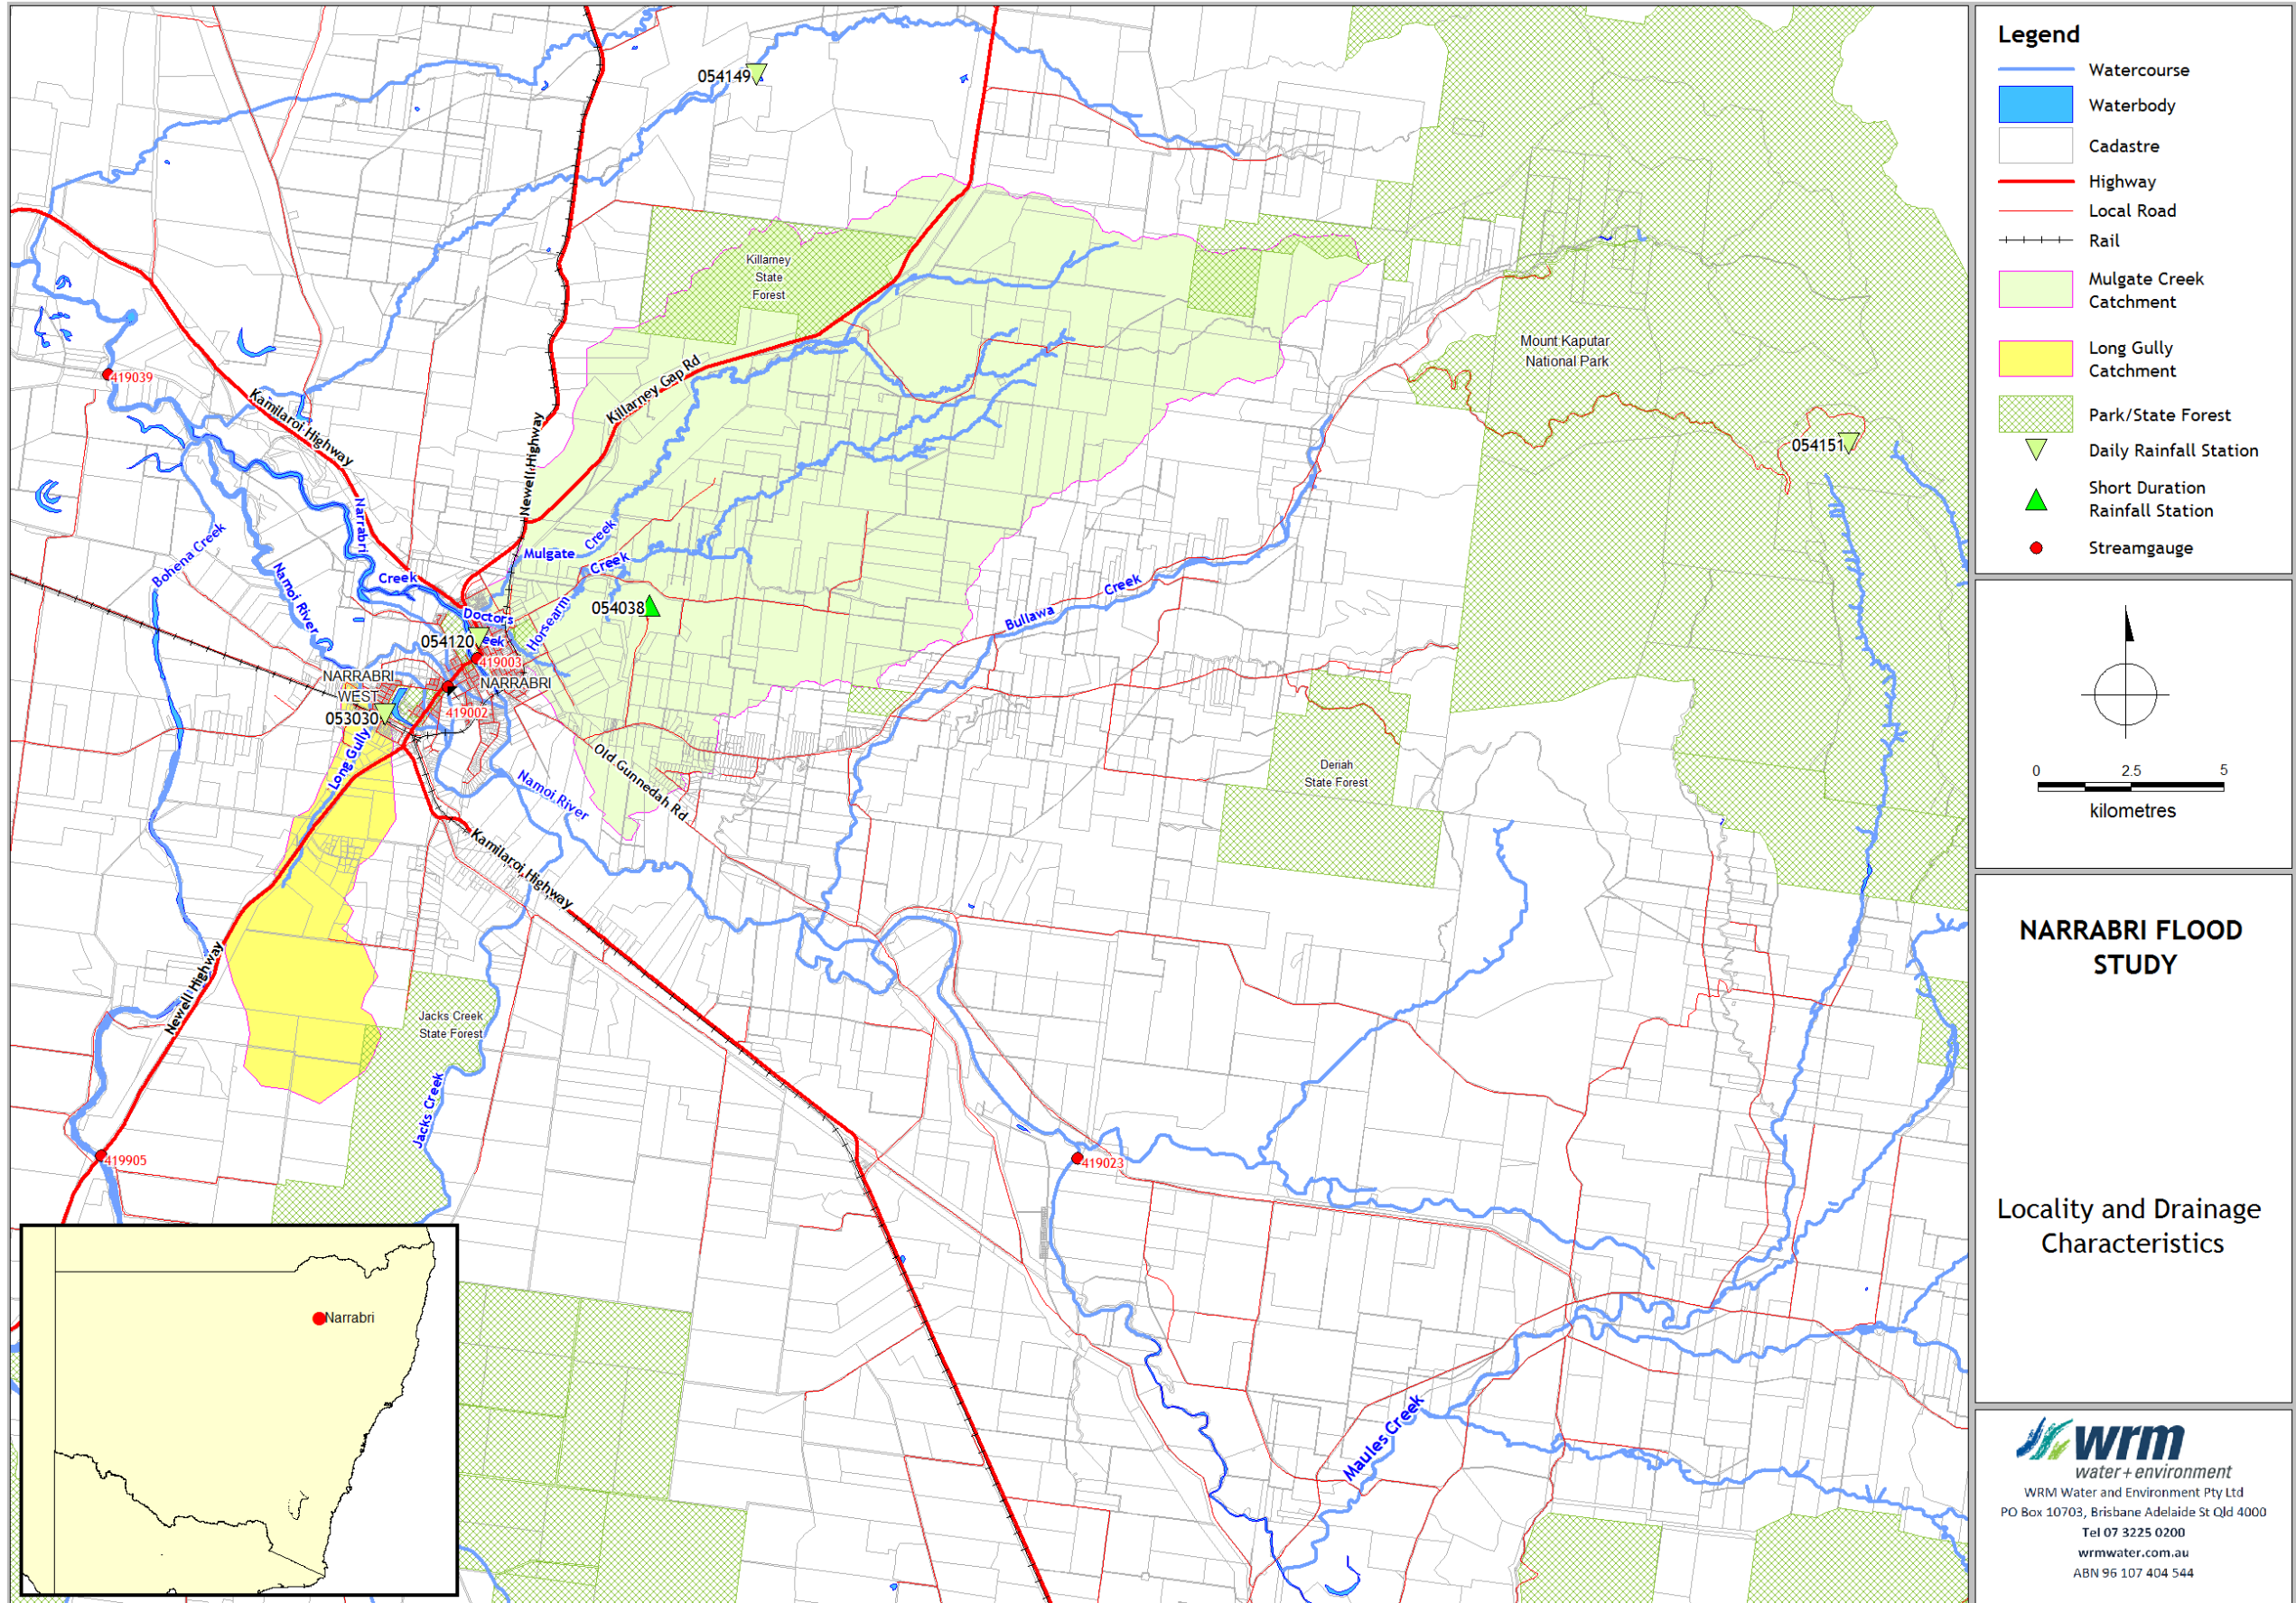 054149
Killarney
State
Forest
419039
Kamilaroi Highway
Killarney Gap Rd
Newell Highway
Mount Kaputar
National Park
054151
Narrabri
Creek
Bohena Creek
Namoi River
Mulgate Creek
Horsearm Creek
Doctors
eek
054038
054120
419003
NARRABRI
WEST
NARRABRI
053030
419002
Long Gully
Bullawa Creek
Old Gunnedah Rd
Namoi River
Deriah
State Forest
Kamilaroi Highway
Newell Highway
Jacks Creek
State Forest
Jacks Creek
419905
419023
Maules Creek
Narrabri
Legend
Watercourse
Waterbody
Cadastre
Highway
Local Road
Rail
Mulgate Creek
Catchment
Long Gully
Catchment
Park/State Forest
Daily Rainfall Station
Short Duration
Rainfall Station
Streamgauge
0 2.5 5
kilometres
NARRABRI FLOOD
STUDY
Locality and Drainage
Characteristics
wrm
water+environment
WRM Water and Environment Pty Ltd
PO Box 10703, Brisbane Adelaide St Qld 4000
Tel 07 3225 0200
wrmwater.com.au
ABN 96 107 404 544